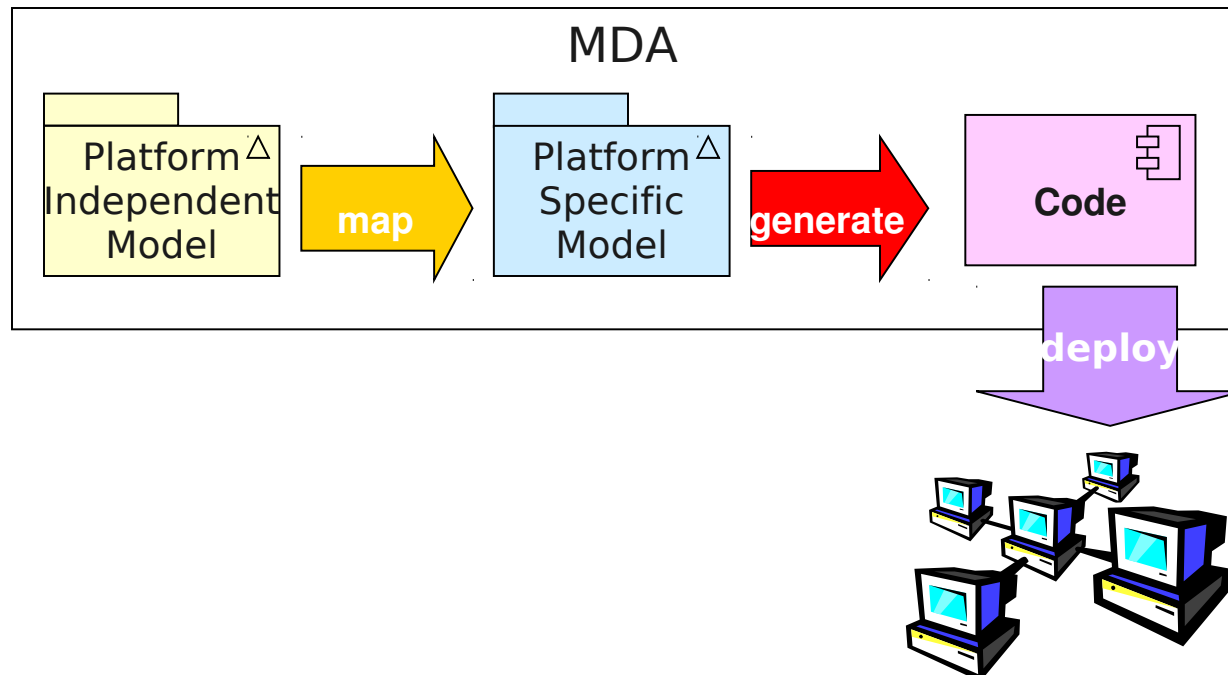 MDA
Platform
Independent
Model
map
Platform
Specific
Model
generate
Code
deploy